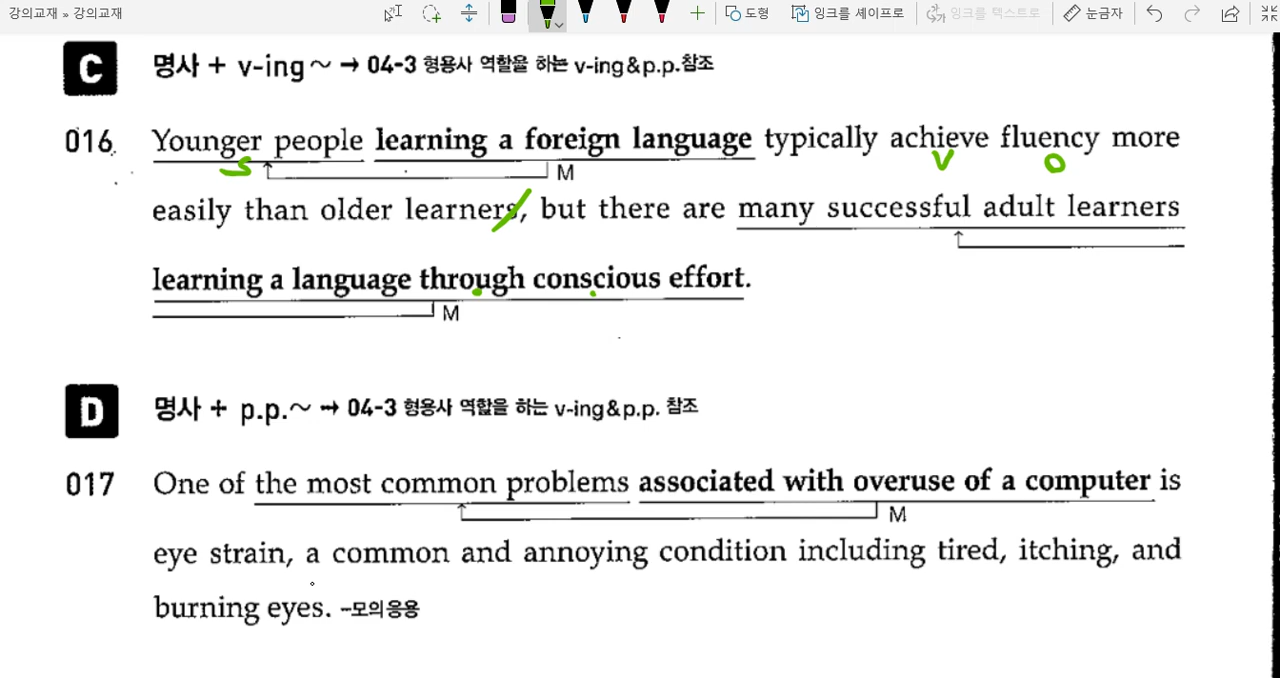 강의교재 » 강의교재 도형 잉크를 셰이프로 잉크를 텍스트로 눈금자
C 명사 + v-ing ~ → 04-3 형용사 역할을 하는 v-ing&p.p.참조
016 Younger people learning a foreign language typically achieve fluency more
S M V O
easily than older learners, but there are many successful adult learners
learning a language through conscious effort.
M
D 명사 + p.p.~ → 04-3 형용사 역할을 하는 v-ing&p.p. 참조
017 One of the most common problems associated with overuse of a computer is
M
eye strain, a common and annoying condition including tired, itching, and
burning eyes. -모의응용